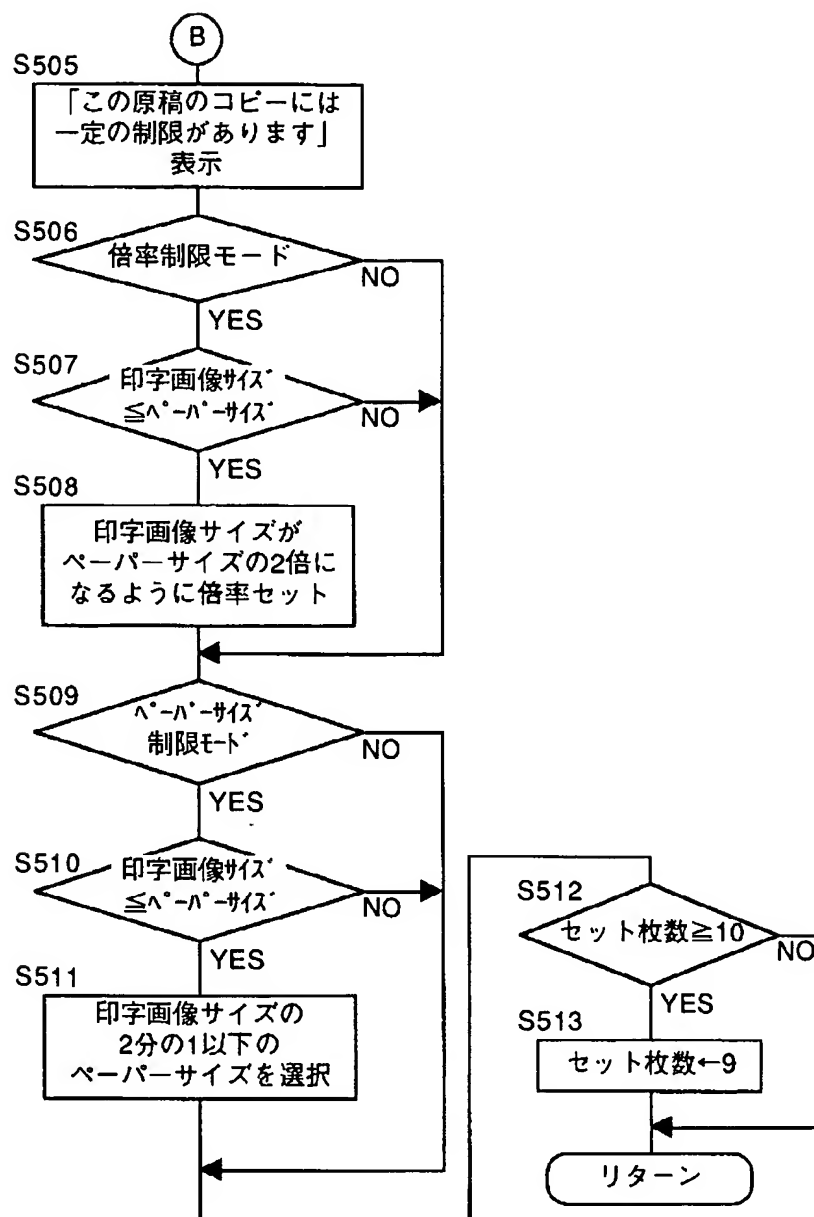 B
S505
「この原稿のコピーには
一定の制限があります」
表示
S506
倍率制限モード
NO
YES
S507
印字画像ｻｲｽﾞ
≦ﾍﾟｰﾊﾟｰｻｲｽﾞ
NO
YES
S508
印字画像サイズが
ペーパーサイズの2倍に
なるように倍率セット
S509
ﾍﾟｰﾊﾟｰｻｲｽﾞ
制限ﾓｰﾄﾞ
NO
YES
S510
印字画像ｻｲｽﾞ
≦ﾍﾟｰﾊﾟｰｻｲｽﾞ
NO
YES
S511
印字画像サイズの
2分の1以下の
ペーパーサイズを選択
S512
セット枚数≧10
NO
YES
S513
セット枚数←9
リターン